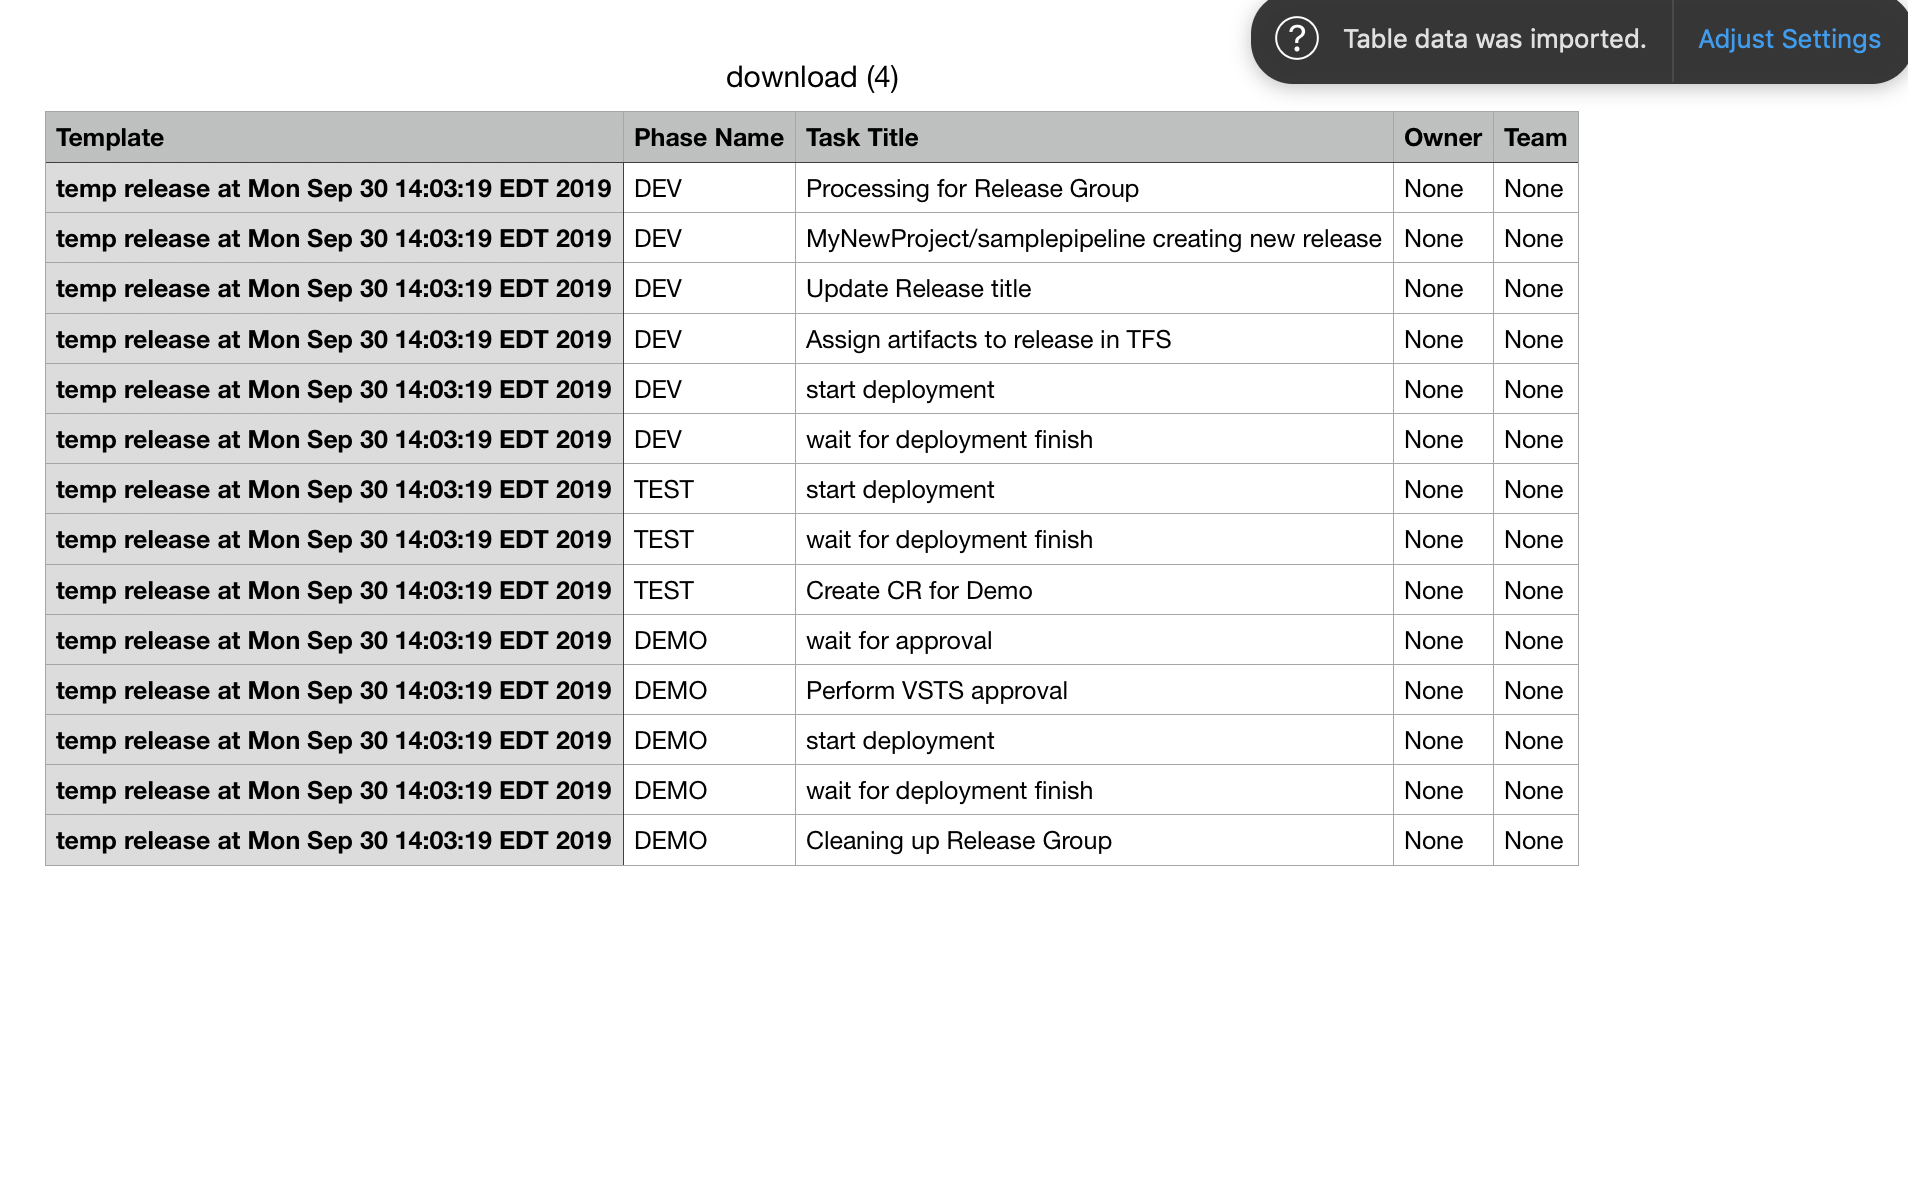 Table data was imported. Adjust Settings
download (4)
Template Phase Name Task Title Owner Team
temp release at Mon Sep 30 14:03:19 EDT 2019 DEV Processing for Release Group None None
temp release at Mon Sep 30 14:03:19 EDT 2019 DEV MyNewProject/samplepipeline creating new release None None
temp release at Mon Sep 30 14:03:19 EDT 2019 DEV Update Release title None None
temp release at Mon Sep 30 14:03:19 EDT 2019 DEV Assign artifacts to release in TFS None None
temp release at Mon Sep 30 14:03:19 EDT 2019 DEV start deployment None None
temp release at Mon Sep 30 14:03:19 EDT 2019 DEV wait for deployment finish None None
temp release at Mon Sep 30 14:03:19 EDT 2019 TEST start deployment None None
temp release at Mon Sep 30 14:03:19 EDT 2019 TEST wait for deployment finish None None
temp release at Mon Sep 30 14:03:19 EDT 2019 TEST Create CR for Demo None None
temp release at Mon Sep 30 14:03:19 EDT 2019 DEMO wait for approval None None
temp release at Mon Sep 30 14:03:19 EDT 2019 DEMO Perform VSTS approval None None
temp release at Mon Sep 30 14:03:19 EDT 2019 DEMO start deployment None None
temp release at Mon Sep 30 14:03:19 EDT 2019 DEMO wait for deployment finish None None
temp release at Mon Sep 30 14:03:19 EDT 2019 DEMO Cleaning up Release Group None None